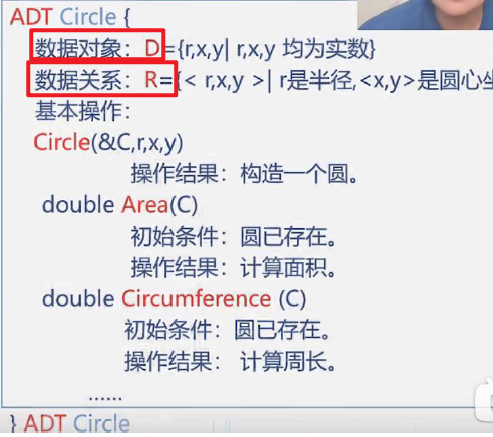 ADT Circle {
数据对象：D={r,x,y| r,x,y 均为实数}
数据关系：R={< r,x,y >| r是半径,<x,y>是圆心坐
基本操作：
Circle(&C,r,x,y)
操作结果：构造一个圆。
double Area(C)
初始条件：圆已存在。
操作结果：计算面积。
double Circumference (C)
初始条件：圆已存在。
操作结果： 计算周长。
......
} ADT Circle